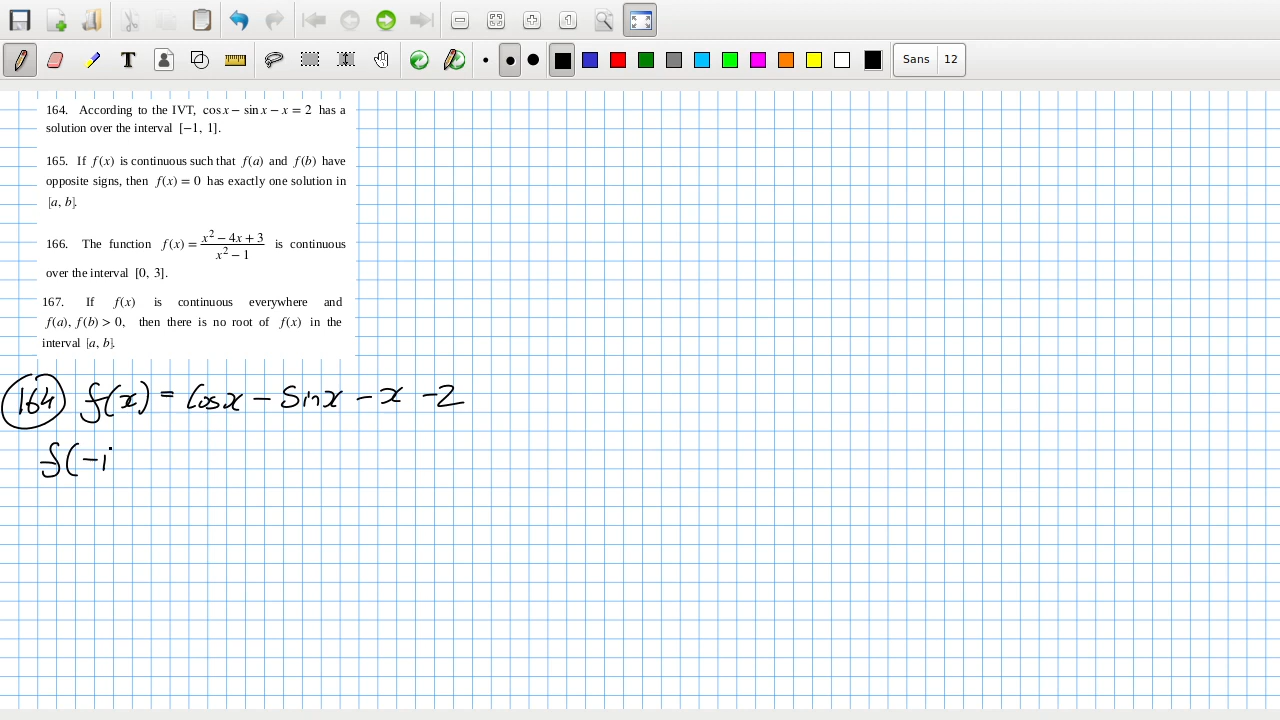 Sans 12
164. According to the IVT, cos x − sin x − x = 2 has a
solution over the interval [−1, 1].
165. If f(x) is continuous such that f(a) and f(b) have
opposite signs, then f(x) = 0 has exactly one solution in
[a, b].
166. The function f(x) = (x² − 4x + 3)/(x² − 1) is continuous
over the interval [0, 3].
167. If f(x) is continuous everywhere and
f(a), f(b) > 0, then there is no root of f(x) in the
interval [a, b].
164 f(x) = Cosx − Sinx − x − 2
f(−1